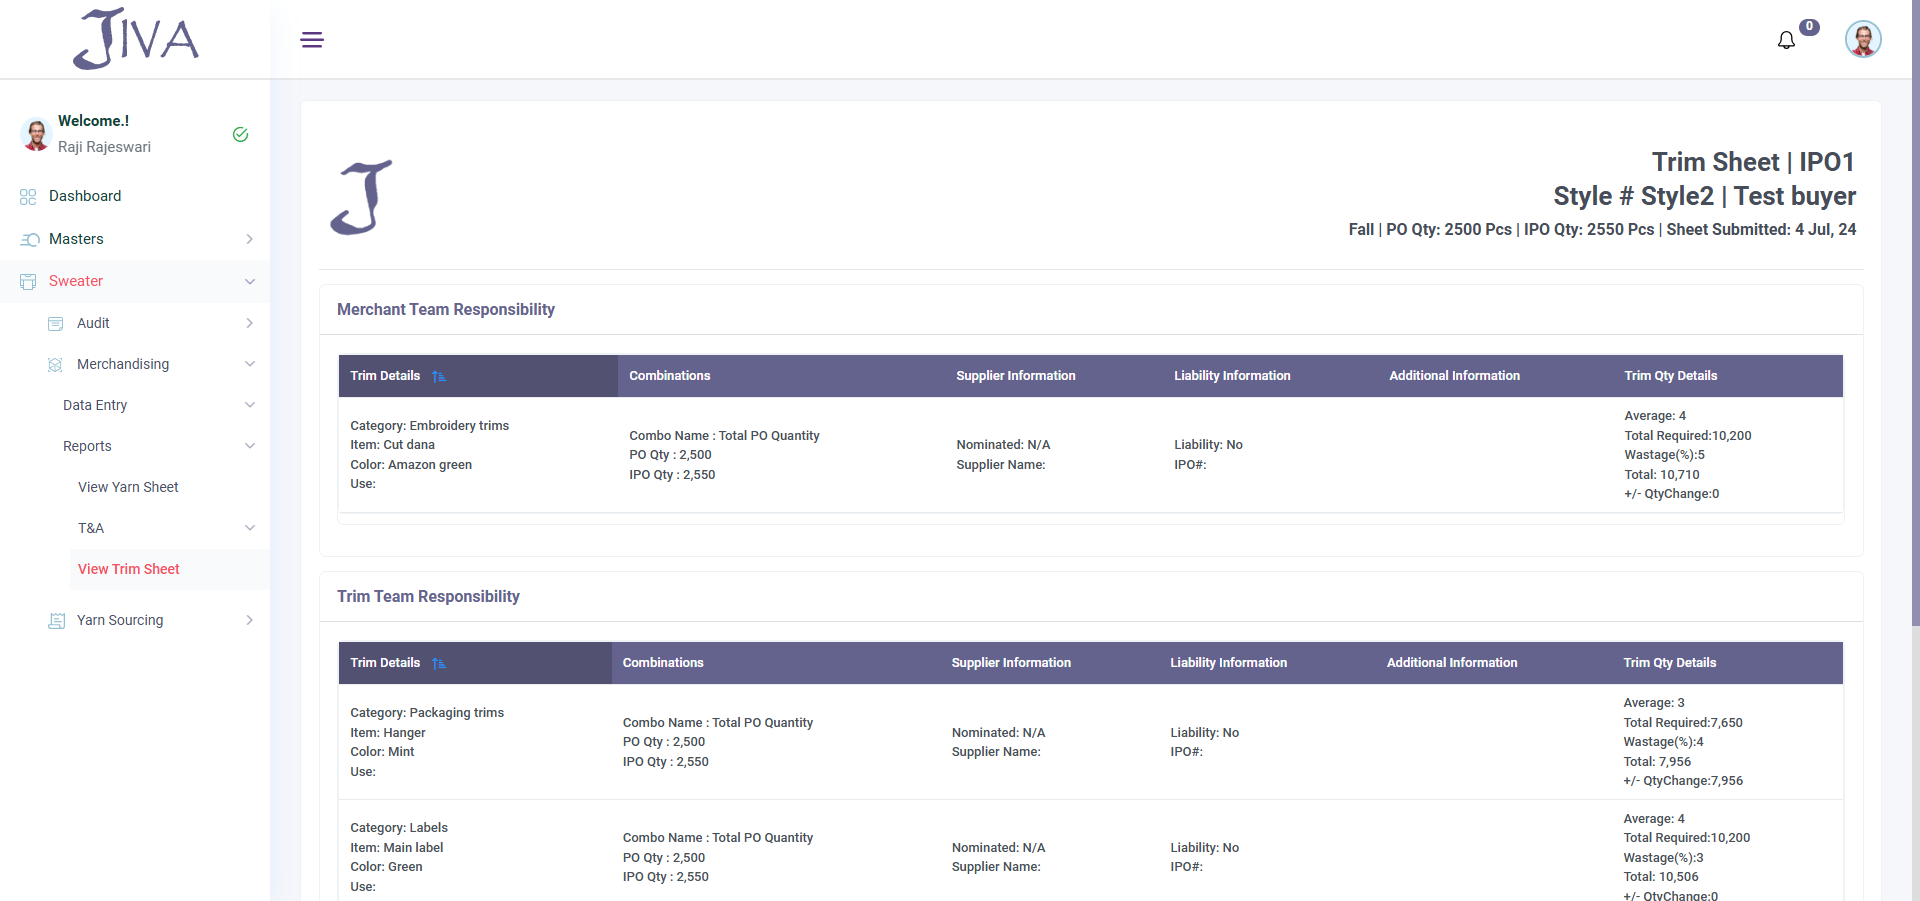 JIVA
0
Welcome.!
Raji Rajeswari
Dashboard
Masters
Sweater
Audit
Merchandising
Data Entry
Reports
View Yarn Sheet
T&A
View Trim Sheet
Yarn Sourcing
J
Trim Sheet | IPO1
Style # Style2 | Test buyer
Fall | PO Qty: 2500 Pcs | IPO Qty: 2550 Pcs | Sheet Submitted: 4 Jul, 24
Merchant Team Responsibility
Trim Details Combinations Supplier Information Liability Information Additional Information Trim Qty Details
Category: Embroidery trims
Item: Cut dana
Color: Amazon green
Use:
Combo Name : Total PO Quantity
PO Qty : 2,500
IPO Qty : 2,550
Nominated: N/A
Supplier Name:
Liability: No
IPO#:
Average: 4
Total Required:10,200
Wastage(%):5
Total: 10,710
+/- QtyChange:0
Trim Team Responsibility
Trim Details Combinations Supplier Information Liability Information Additional Information Trim Qty Details
Category: Packaging trims
Item: Hanger
Color: Mint
Use:
Combo Name : Total PO Quantity
PO Qty : 2,500
IPO Qty : 2,550
Nominated: N/A
Supplier Name:
Liability: No
IPO#:
Average: 3
Total Required:7,650
Wastage(%):4
Total: 7,956
+/- QtyChange:7,956
Category: Labels
Item: Main label
Color: Green
Use:
Combo Name : Total PO Quantity
PO Qty : 2,500
IPO Qty : 2,550
Nominated: N/A
Supplier Name:
Liability: No
IPO#:
Average: 4
Total Required:10,200
Wastage(%):3
Total: 10,506
+/- QtyChange:0